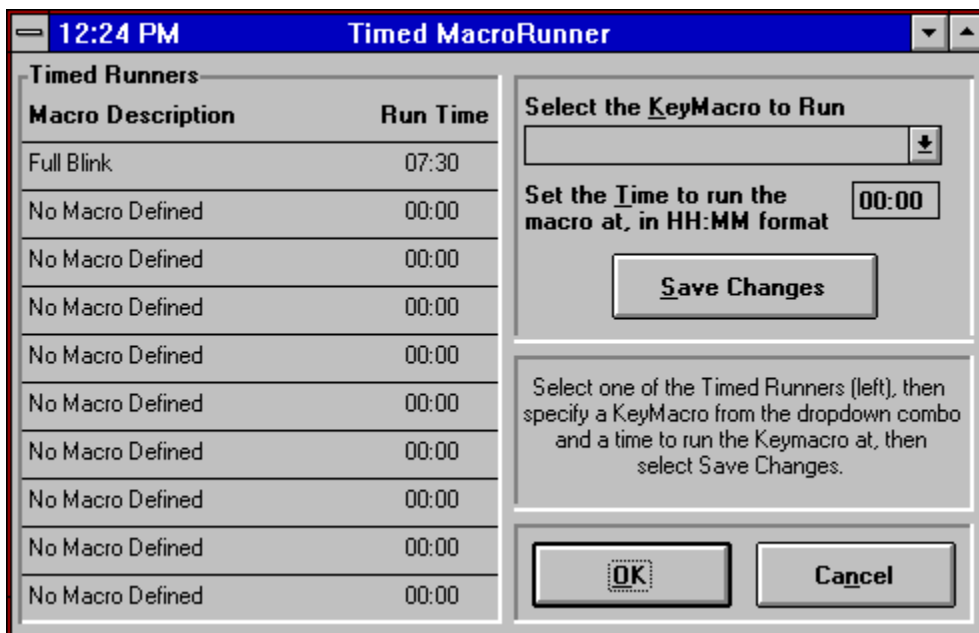 12:24 PM Timed MacroRunner
Timed Runners
Macro Description Run Time
Full Blink 07:30
No Macro Defined 00:00
No Macro Defined 00:00
No Macro Defined 00:00
No Macro Defined 00:00
No Macro Defined 00:00
No Macro Defined 00:00
No Macro Defined 00:00
No Macro Defined 00:00
No Macro Defined 00:00
Select the KeyMacro to Run
Set the Time to run the
macro at, in HH:MM format
00:00
Save Changes
Select one of the Timed Runners (left), then
specify a KeyMacro from the dropdown combo
and a time to run the Keymacro at, then
select Save Changes.
OK Cancel